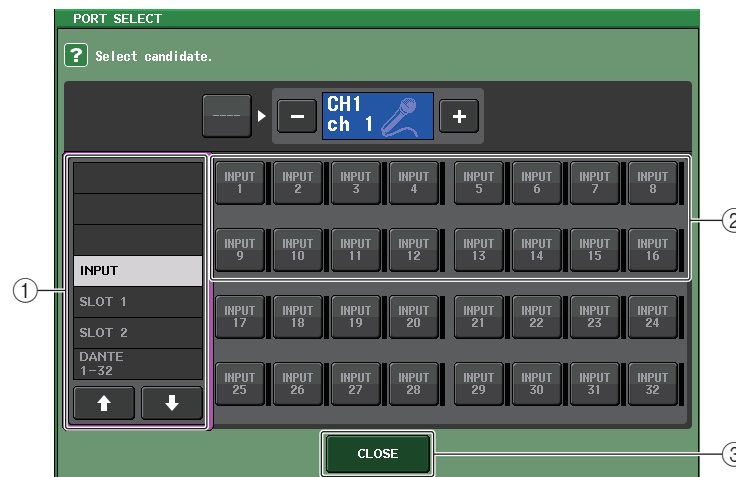 PORT SELECT
? Select candidate.
---- − CH1 +
ch 1
INPUT
SLOT 1
SLOT 2
DANTE
1-32
INPUT 1 INPUT 2 INPUT 3 INPUT 4 INPUT 5 INPUT 6 INPUT 7 INPUT 8
INPUT 9 INPUT 10 INPUT 11 INPUT 12 INPUT 13 INPUT 14 INPUT 15 INPUT 16
INPUT 17 INPUT 18 INPUT 19 INPUT 20 INPUT 21 INPUT 22 INPUT 23 INPUT 24
INPUT 25 INPUT 26 INPUT 27 INPUT 28 INPUT 29 INPUT 30 INPUT 31 INPUT 32
CLOSE
1
2
3